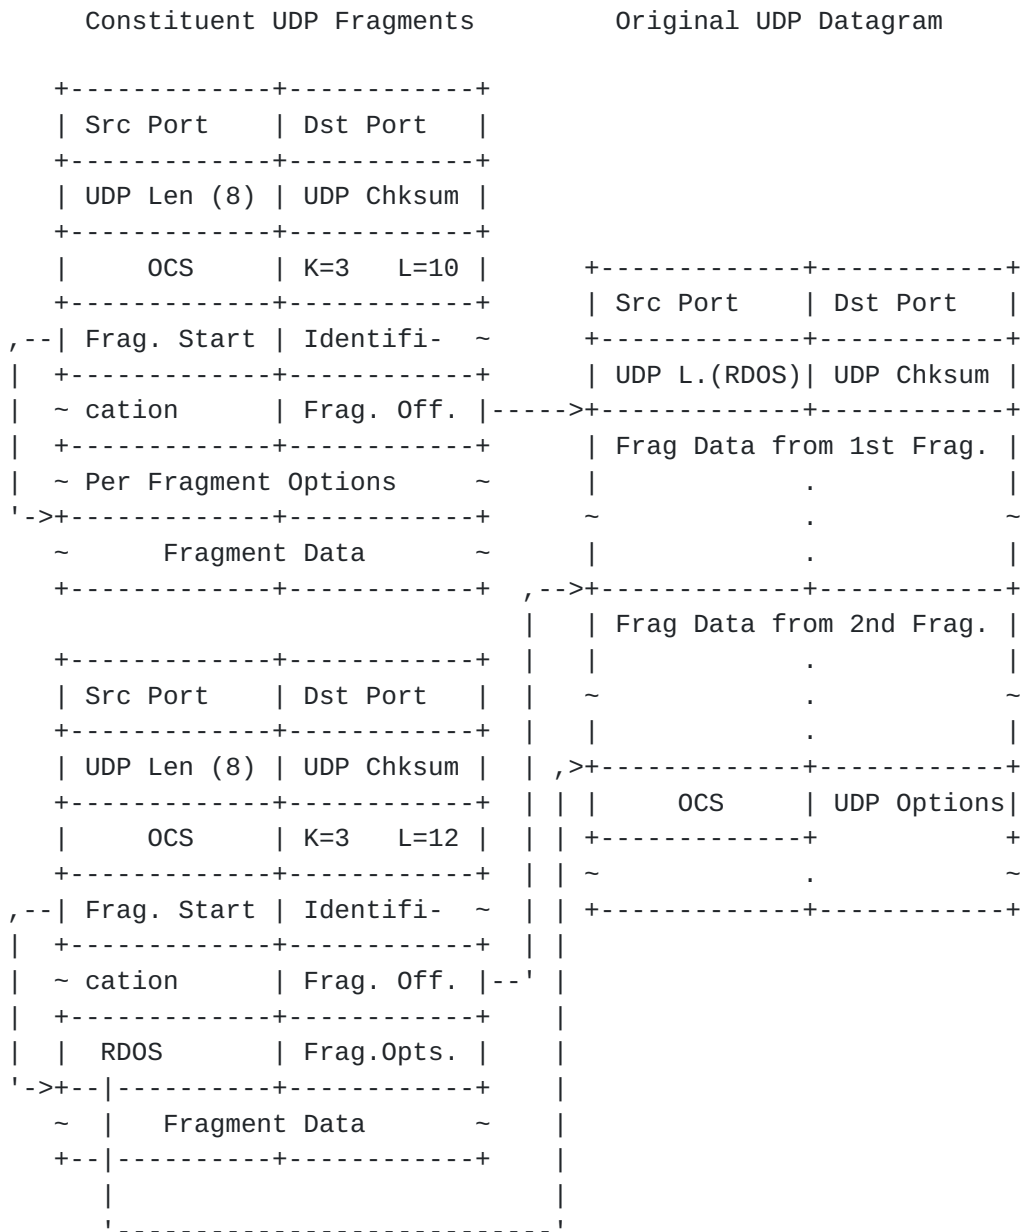 Constituent UDP Fragments         Original UDP Datagram

   +-------------+------------+
   | Src Port    | Dst Port   |
   +-------------+------------+
   | UDP Len (8) | UDP Chksum |
   +-------------+------------+
   |     OCS     | K=3   L=10 |      +-------------+------------+
   +-------------+------------+      | Src Port    | Dst Port   |
,--| Frag. Start | Identifi-  ~      +-------------+------------+
|  +-------------+------------+      | UDP L.(RDOS)| UDP Chksum |
|  ~ cation      | Frag. Off. |----->+-------------+------------+
|  +-------------+------------+      | Frag Data from 1st Frag. |
|  ~ Per Fragment Options     ~      |             .            |
'->+-------------+------------+      ~             .            ~
   ~      Fragment Data       ~      |             .            |
   +-------------+------------+  ,-->+-------------+------------+
                                 |   | Frag Data from 2nd Frag. |
   +-------------+------------+  |   |             .            |
   | Src Port    | Dst Port   |  |   ~             .            ~
   +-------------+------------+  |   |             .            |
   | UDP Len (8) | UDP Chksum |  | ,>+-------------+------------+
   +-------------+------------+  | | |     OCS     | UDP Options|
   |     OCS     | K=3   L=12 |  | | +-------------+            +
   +-------------+------------+  | | ~             .            ~
,--| Frag. Start | Identifi-  ~  | | +-------------+------------+
|  +-------------+------------+  | |
|  ~ cation      | Frag. Off. |--' |
|  +-------------+------------+    |
|  |  RDOS       | Frag.Opts. |    |
'->+--|----------+------------+    |
   ~  |   Fragment Data       ~    |
   +--|----------+------------+    |
      |                            |
      '----------------------------'